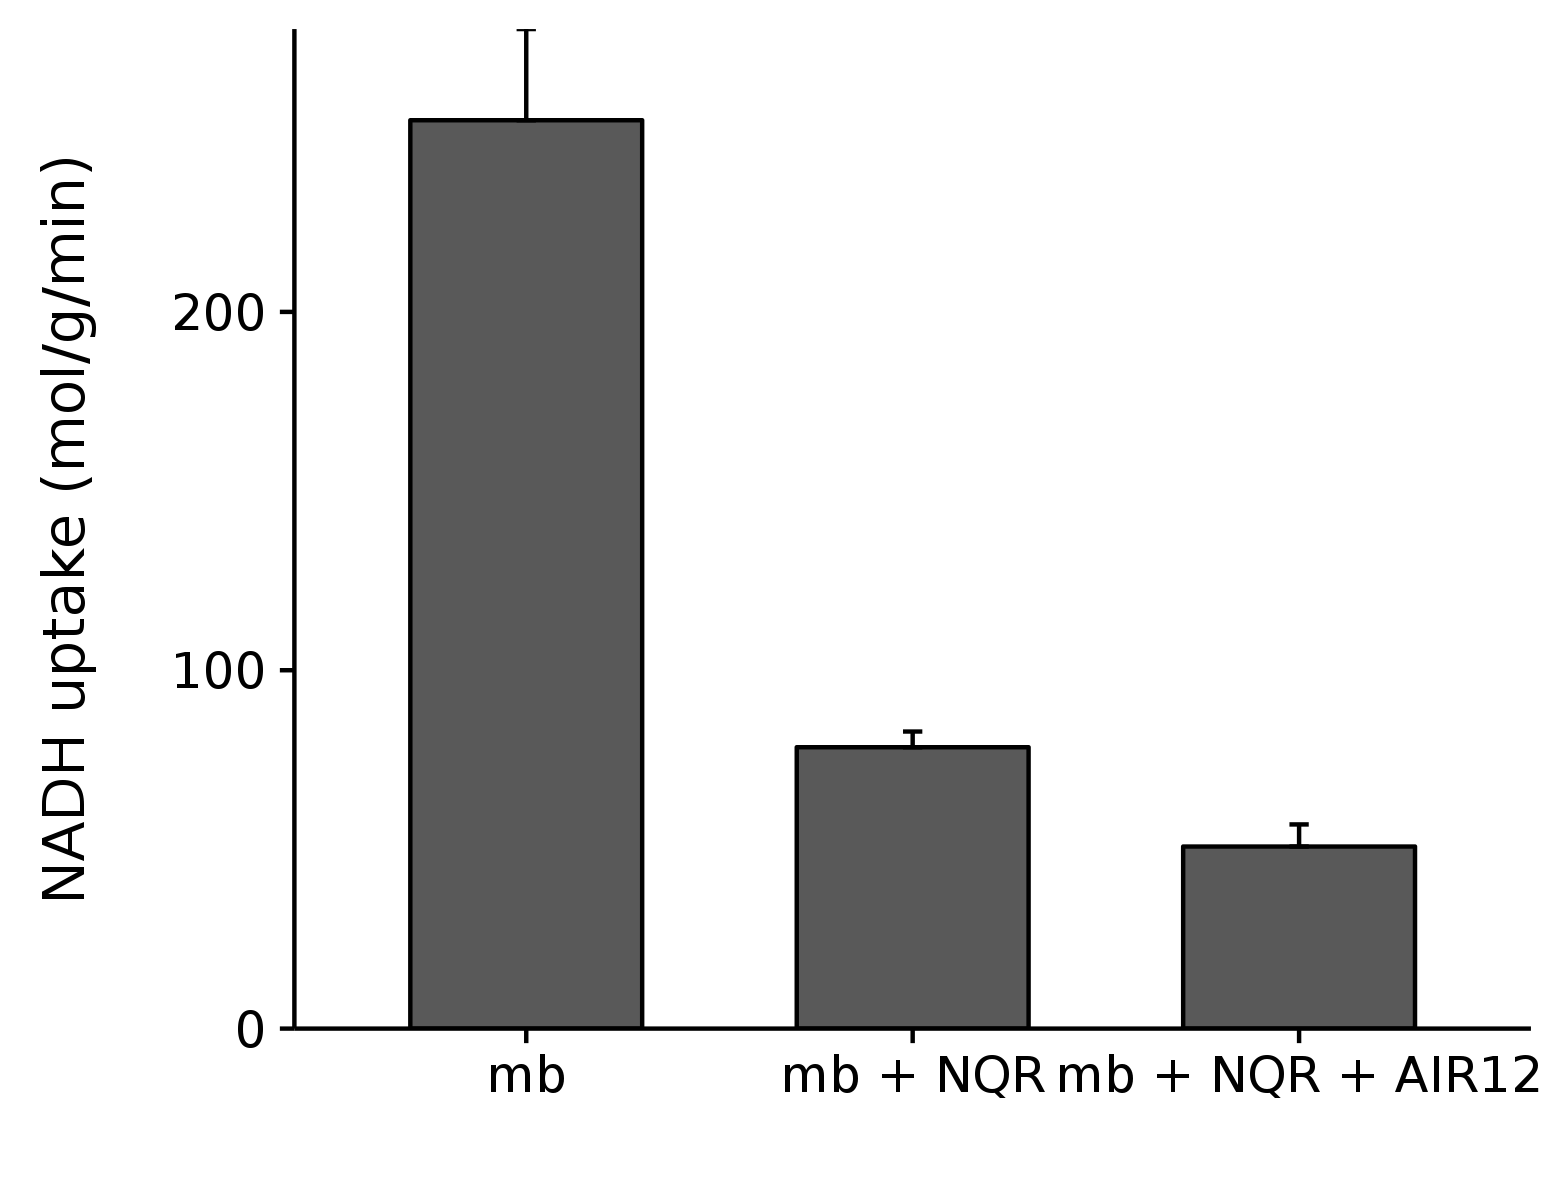 NADH uptake (mol/g/min)
200
100
0
mb
mb + NQR
mb + NQR + AIR12